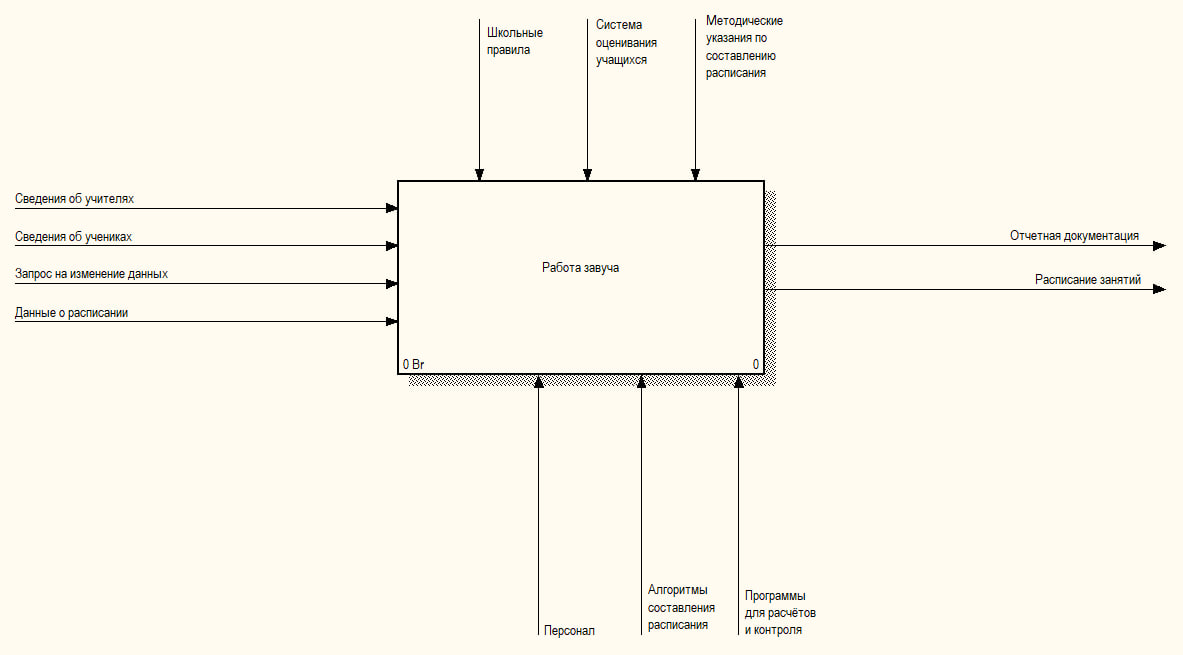 Школьные
правила
Система
оценивания
учащихся
Методические
указания по
составлению
расписания
Сведения об учителях
Сведения об учениках
Запрос на изменение данных
Данные о расписании
Работа завуча
0 Br
0
Отчетная документация
Расписание занятий
Персонал
Алгоритмы
составления
расписания
Программы
для расчётов
и контроля